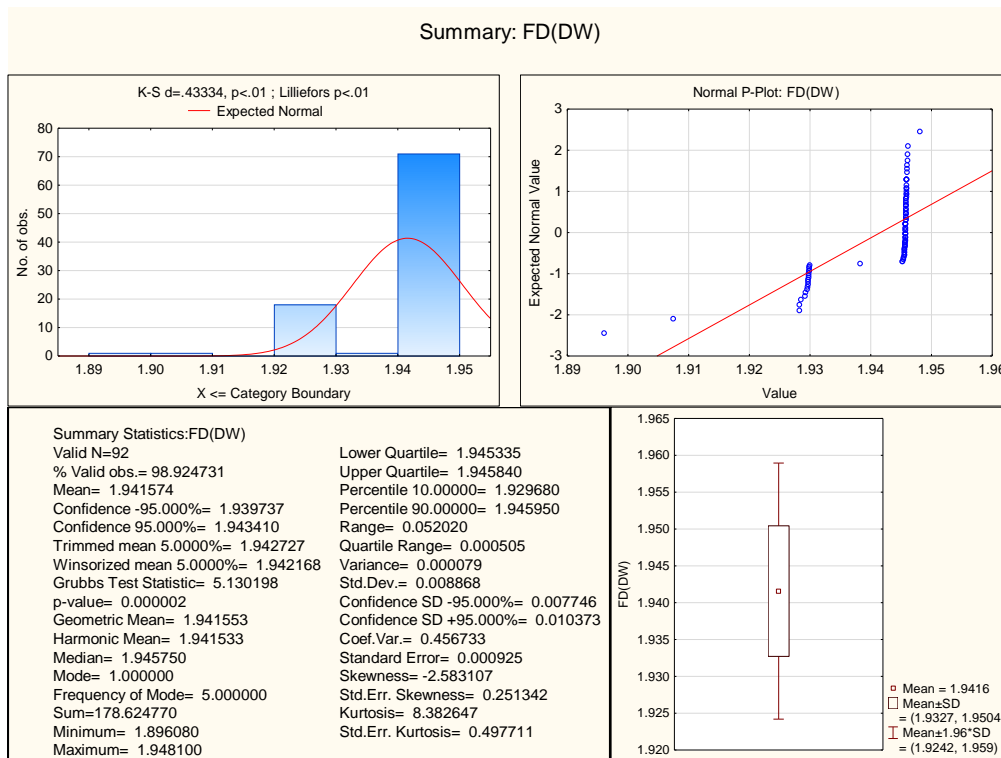 Summary: FD(DW)
K-S d=.43334, p<.01 ; Lilliefors p<.01
Expected Normal
80
70
60
50
40
30
20
10
0
No. of obs.
1.89 1.90 1.91 1.92 1.93 1.94 1.95
X <= Category Boundary
Normal P-Plot: FD(DW)
3
2
1
0
-1
-2
-3
Expected Normal Value
1.89 1.90 1.91 1.92 1.93 1.94 1.95 1.96
Value
Summary Statistics:FD(DW)
Valid N=92
% Valid obs.= 98.924731
Mean= 1.941574
Confidence -95.000%= 1.939737
Confidence 95.000%= 1.943410
Trimmed mean 5.0000%= 1.942727
Winsorized mean 5.0000%= 1.942168
Grubbs Test Statistic= 5.130198
p-value= 0.000002
Geometric Mean= 1.941553
Harmonic Mean= 1.941533
Median= 1.945750
Mode= 1.000000
Frequency of Mode= 5.000000
Sum=178.624770
Minimum= 1.896080
Maximum= 1.948100
Lower Quartile= 1.945335
Upper Quartile= 1.945840
Percentile 10.00000= 1.929680
Percentile 90.00000= 1.945950
Range= 0.052020
Quartile Range= 0.000505
Variance= 0.000079
Std.Dev.= 0.008868
Confidence SD -95.000%= 0.007746
Confidence SD +95.000%= 0.010373
Coef.Var.= 0.456733
Standard Error= 0.000925
Skewness= -2.583107
Std.Err. Skewness= 0.251342
Kurtosis= 8.382647
Std.Err. Kurtosis= 0.497711
1.965
1.960
1.955
1.950
1.945
1.940
1.935
1.930
1.925
1.920
FD(DW)
Mean = 1.9416
Mean±SD
= (1.9327, 1.9504
Mean±1.96*SD
= (1.9242, 1.959)